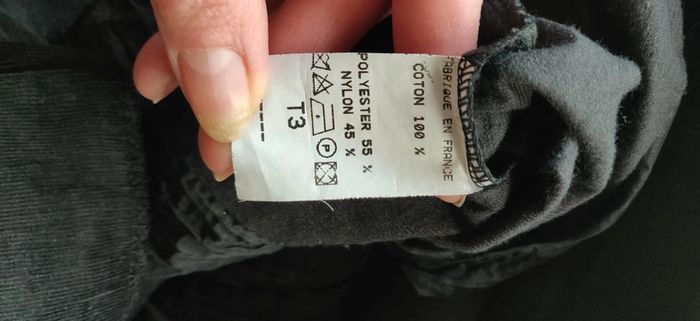 FABRIQUE EN FRANCE
COTON 100 %
POLYESTER 55 %
NYLON 45 %
P
T3